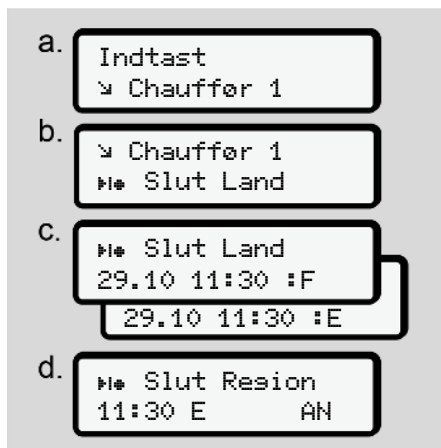 a.
Indtast
↘ Chauffør 1
b.
↘ Chauffør 1
Slut Land
c.
Slut Land
29.10 11:30 :F
29.10 11:30 :E
d.
Slut Region
11:30 E AN